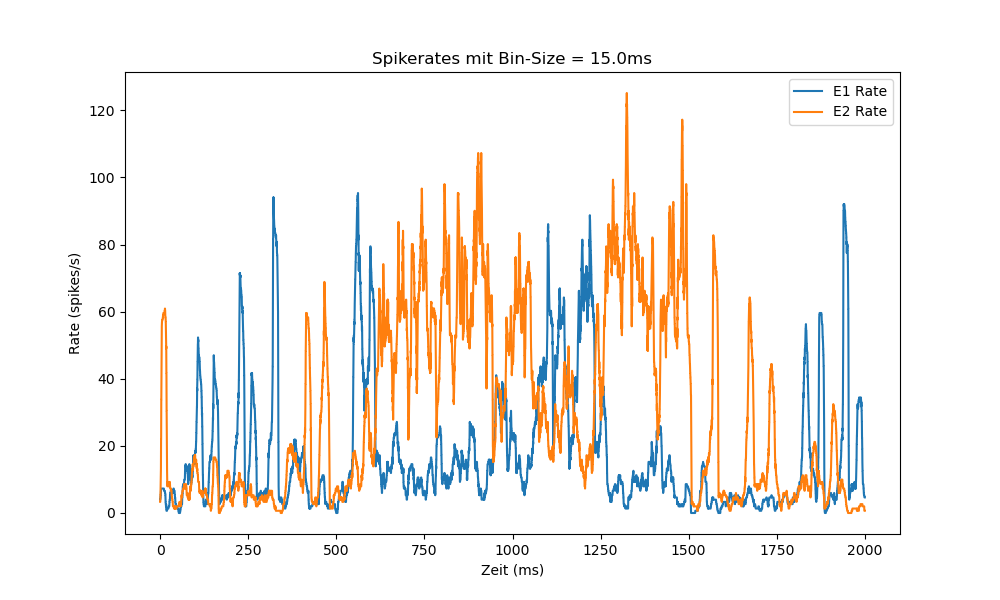 Spikerates mit Bin-Size = 15.0ms
E1 Rate
E2 Rate
Rate (spikes/s)
120
100
80
60
40
20
0
0 250 500 750 1000 1250 1500 1750 2000
Zeit (ms)